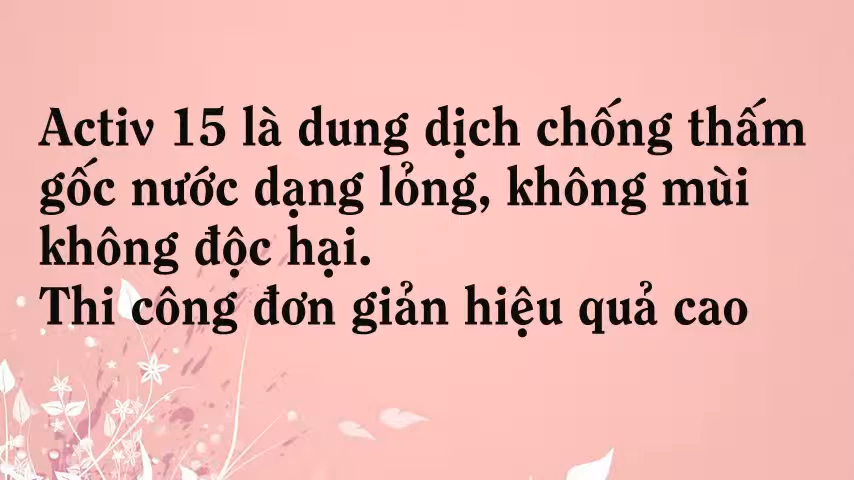 Activ 15 là dung dịch chống thấm
gốc nước dạng lỏng, không mùi
không độc hại.
Thi công đơn giản hiệu quả cao